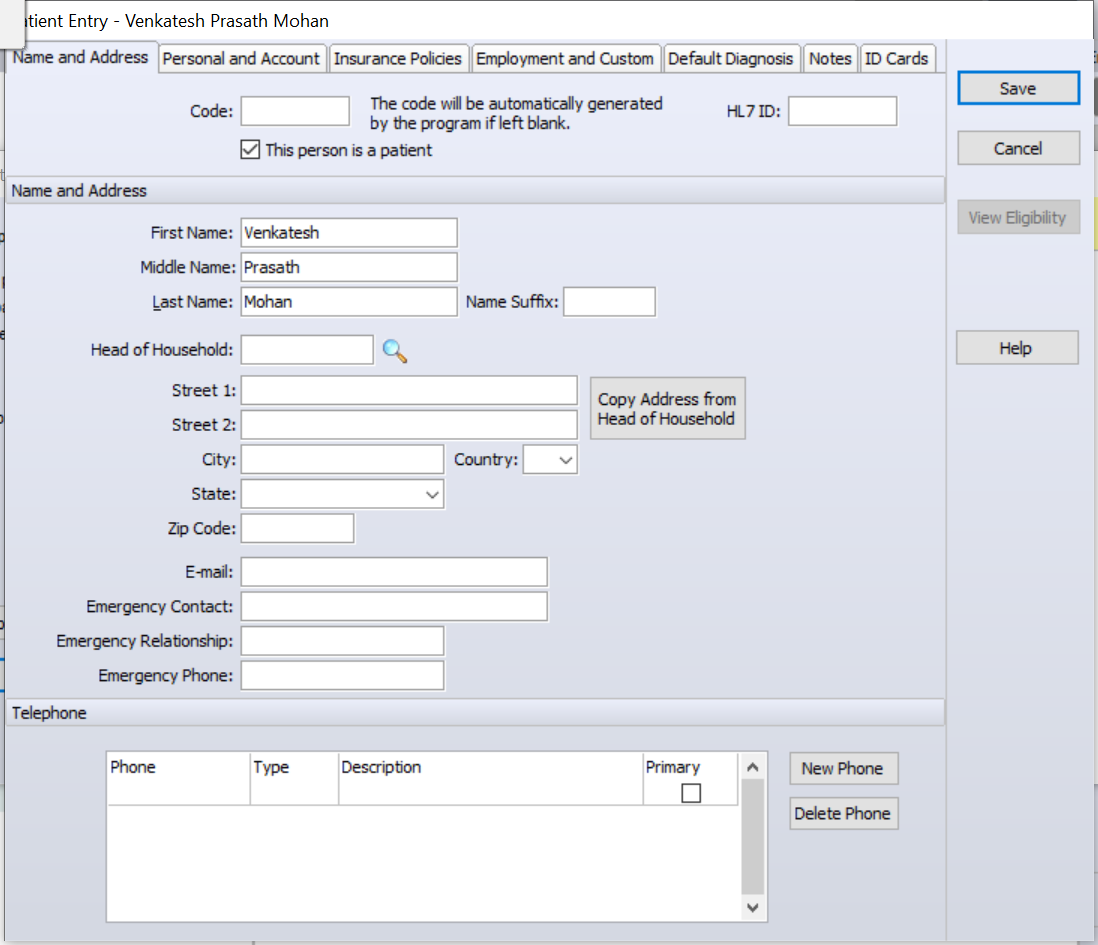 atient Entry - Venkatesh Prasath Mohan
Name and Address Personal and Account Insurance Policies Employment and Custom Default Diagnosis Notes ID Cards
Code: The code will be automatically generated by the program if left blank. HL7 ID:
This person is a patient
Save
Cancel
View Eligibility
Help
Name and Address
First Name: Venkatesh
Middle Name: Prasath
Last Name: Mohan Name Suffix:
Head of Household:
Street 1:
Copy Address from
Head of Household
Street 2:
City: Country:
State:
Zip Code:
E-mail:
Emergency Contact:
Emergency Relationship:
Emergency Phone:
Telephone
Phone Type Description Primary
New Phone
Delete Phone